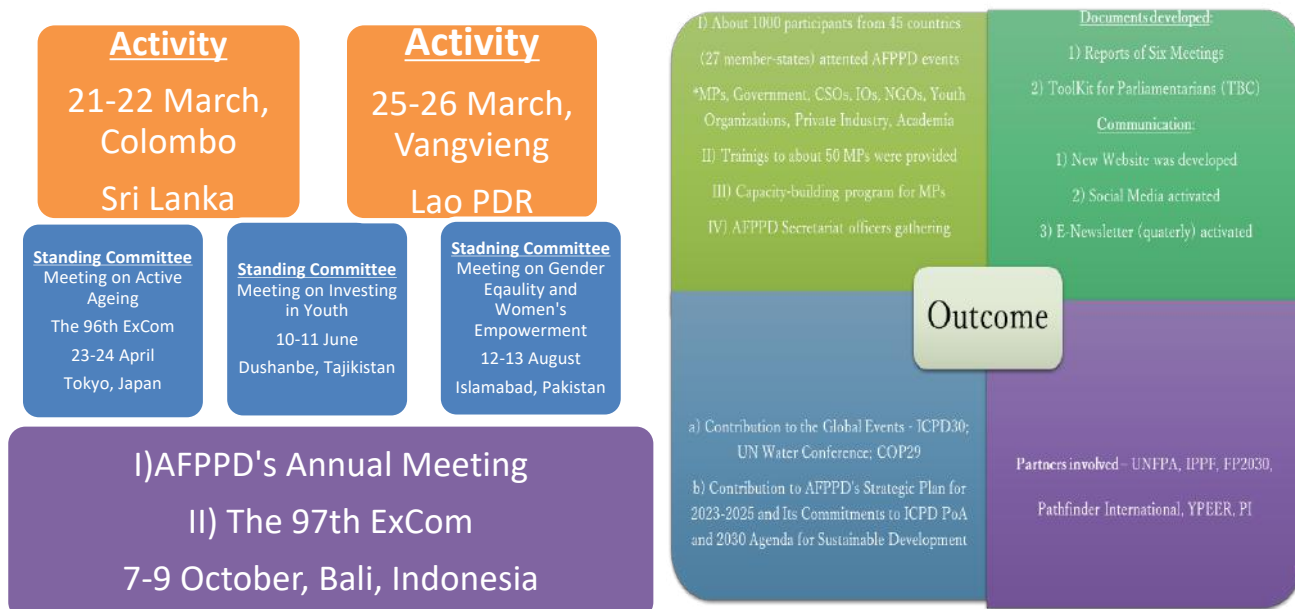 Activity
21-22 March,
Colombo
Sri Lanka
Activity
25-26 March,
Vangvieng
Lao PDR
Standing Committee
Meeting on Active
Ageing
The 96th ExCom
23-24 April
Tokyo, Japan
Standing Committee
Meeting on Investing
in Youth
10-11 June
Dushanbe, Tajikistan
Stadning Committee
Meeting on Gender
Eqaulity and
Women's
Empowerment
12-13 August
Islamabad, Pakistan
I)AFPPD's Annual Meeting
II) The 97th ExCom
7-9 October, Bali, Indonesia
I) About 1000 participants from 45 countries
(27 member-states) attented AFPPD events
*MPs, Government, CSOs, IOs, NGOs, Youth
Organizations, Private Industry, Academia
II) Trainigs to about 50 MPs were provided
III) Capacity-building program for MPs
IV) AFPPD Secretariat officers gathering
Documents developed:
1) Reports of Six Meetings
2) ToolKit for Parliamentarians (TBC)
Communication:
1) New Website was developed
2) Social Media activated
3) E-Newsletter (quaterly) activated
Outcome
a) Contribution to the Global Events - ICPD30;
UN Water Conference; COP29
b) Contribution to AFPPD's Strategic Plan for
2023-2025 and Its Commitments to ICPD PoA
and 2030 Agenda for Sustainable Development
Partners involved – UNFPA, IPPF, FP2030,
Pathfinder International, YPEER, PI